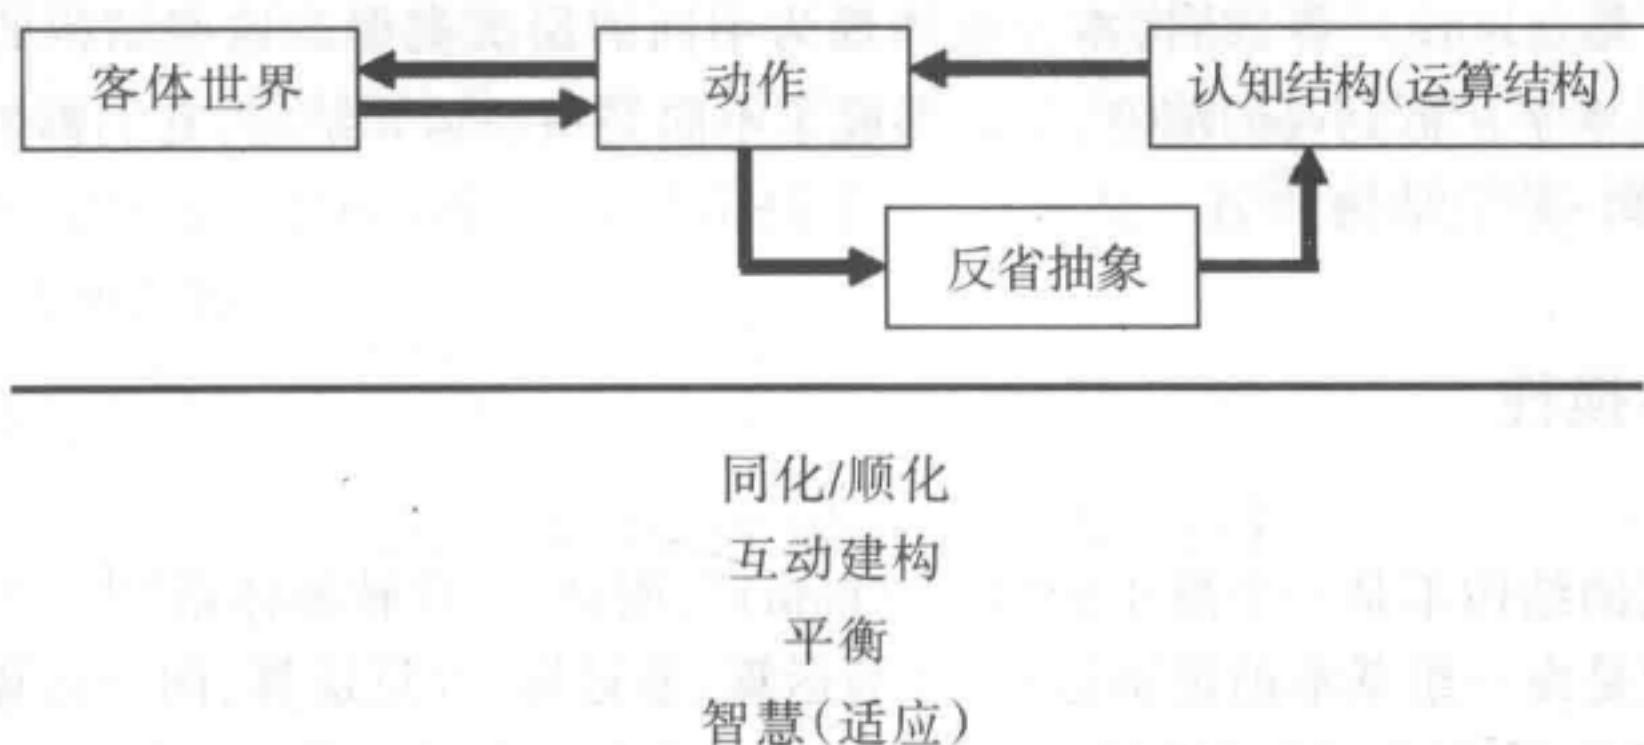 客体世界 动作 认知结构(运算结构)
反省抽象
同化/顺化
互动建构
平衡
智慧(适应)